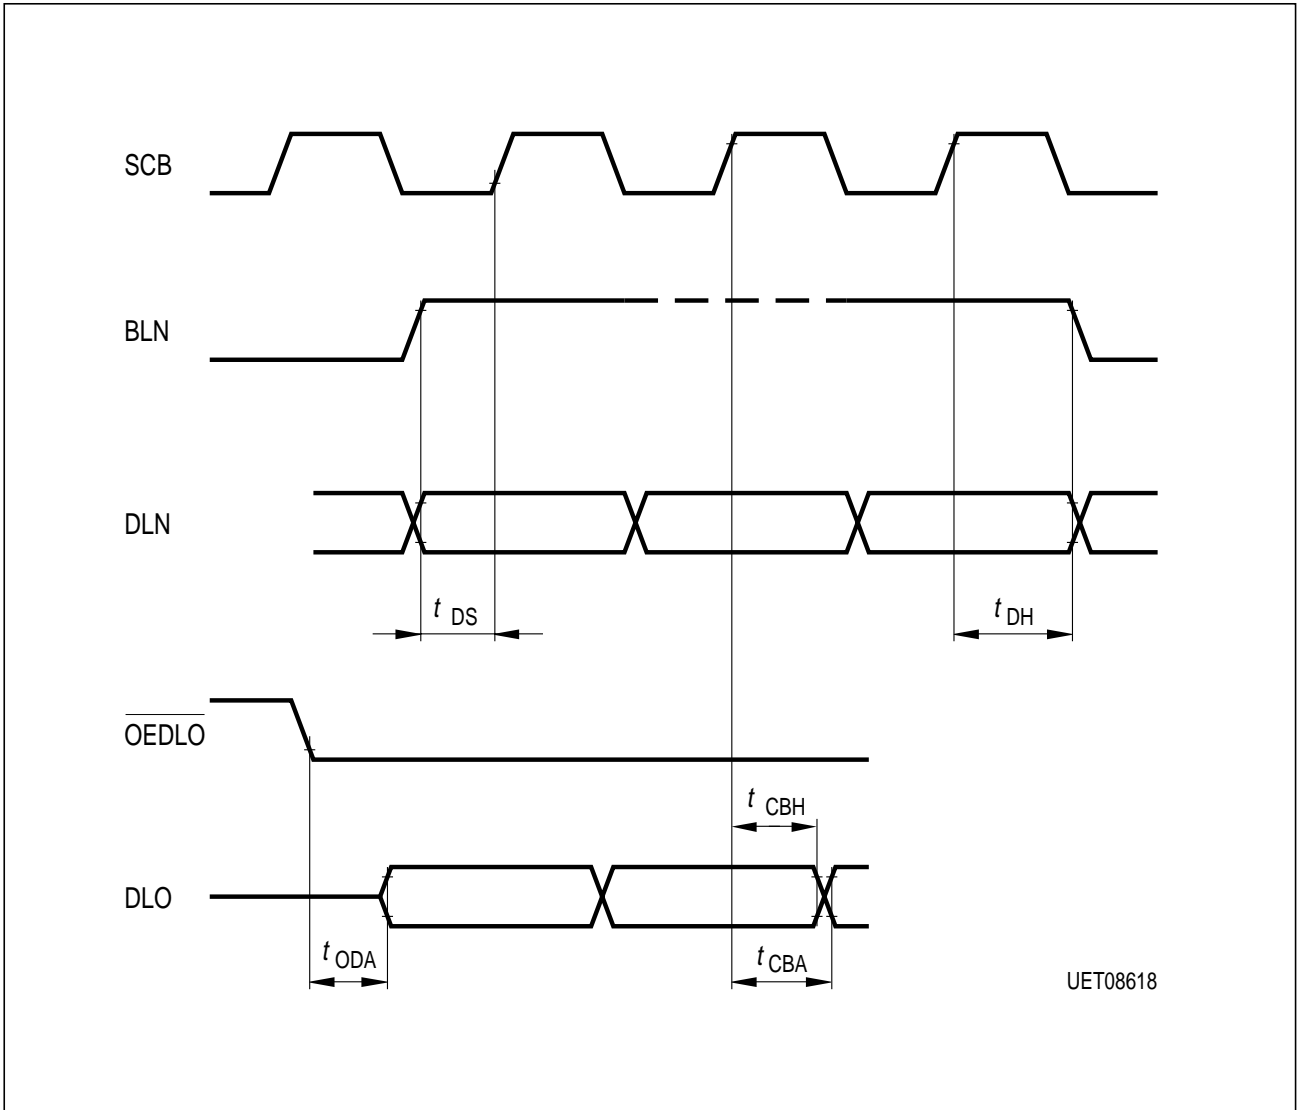 SCB
BLN
DLN
t DS
t DH
OEDLO
t CBH
DLO
t ODA
t CBA
UET08618